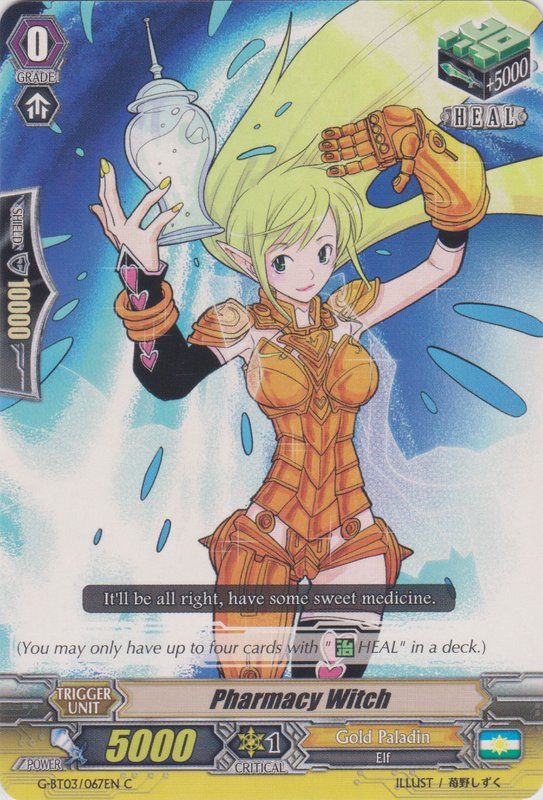 0
GRADE
治
+5000
HEAL
SHIELD
10000
It'll be all right, have some sweet medicine.
(You may only have up to four cards with "治 HEAL" in a deck.)
TRIGGER
UNIT
Pharmacy Witch
POWER
5000
1
CRITICAL
Gold Paladin
Elf
G-BT03/067EN C
ILLUST / 苺野しずく